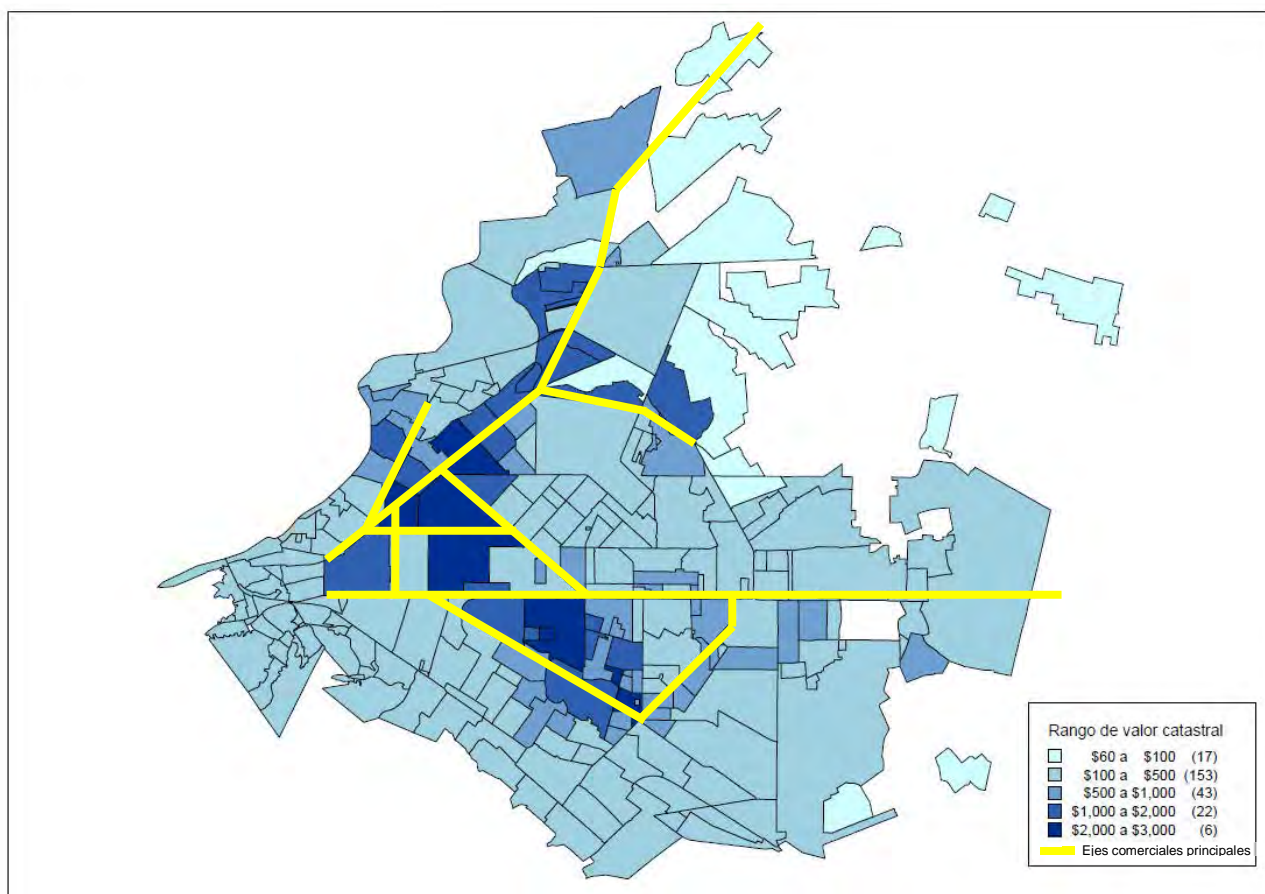 Rango de valor catastral
$60 a $100 (17)
$100 a $500 (153)
$500 a $1,000 (43)
$1,000 a $2,000 (22)
$2,000 a $3,000 (6)
Ejes comerciales principales